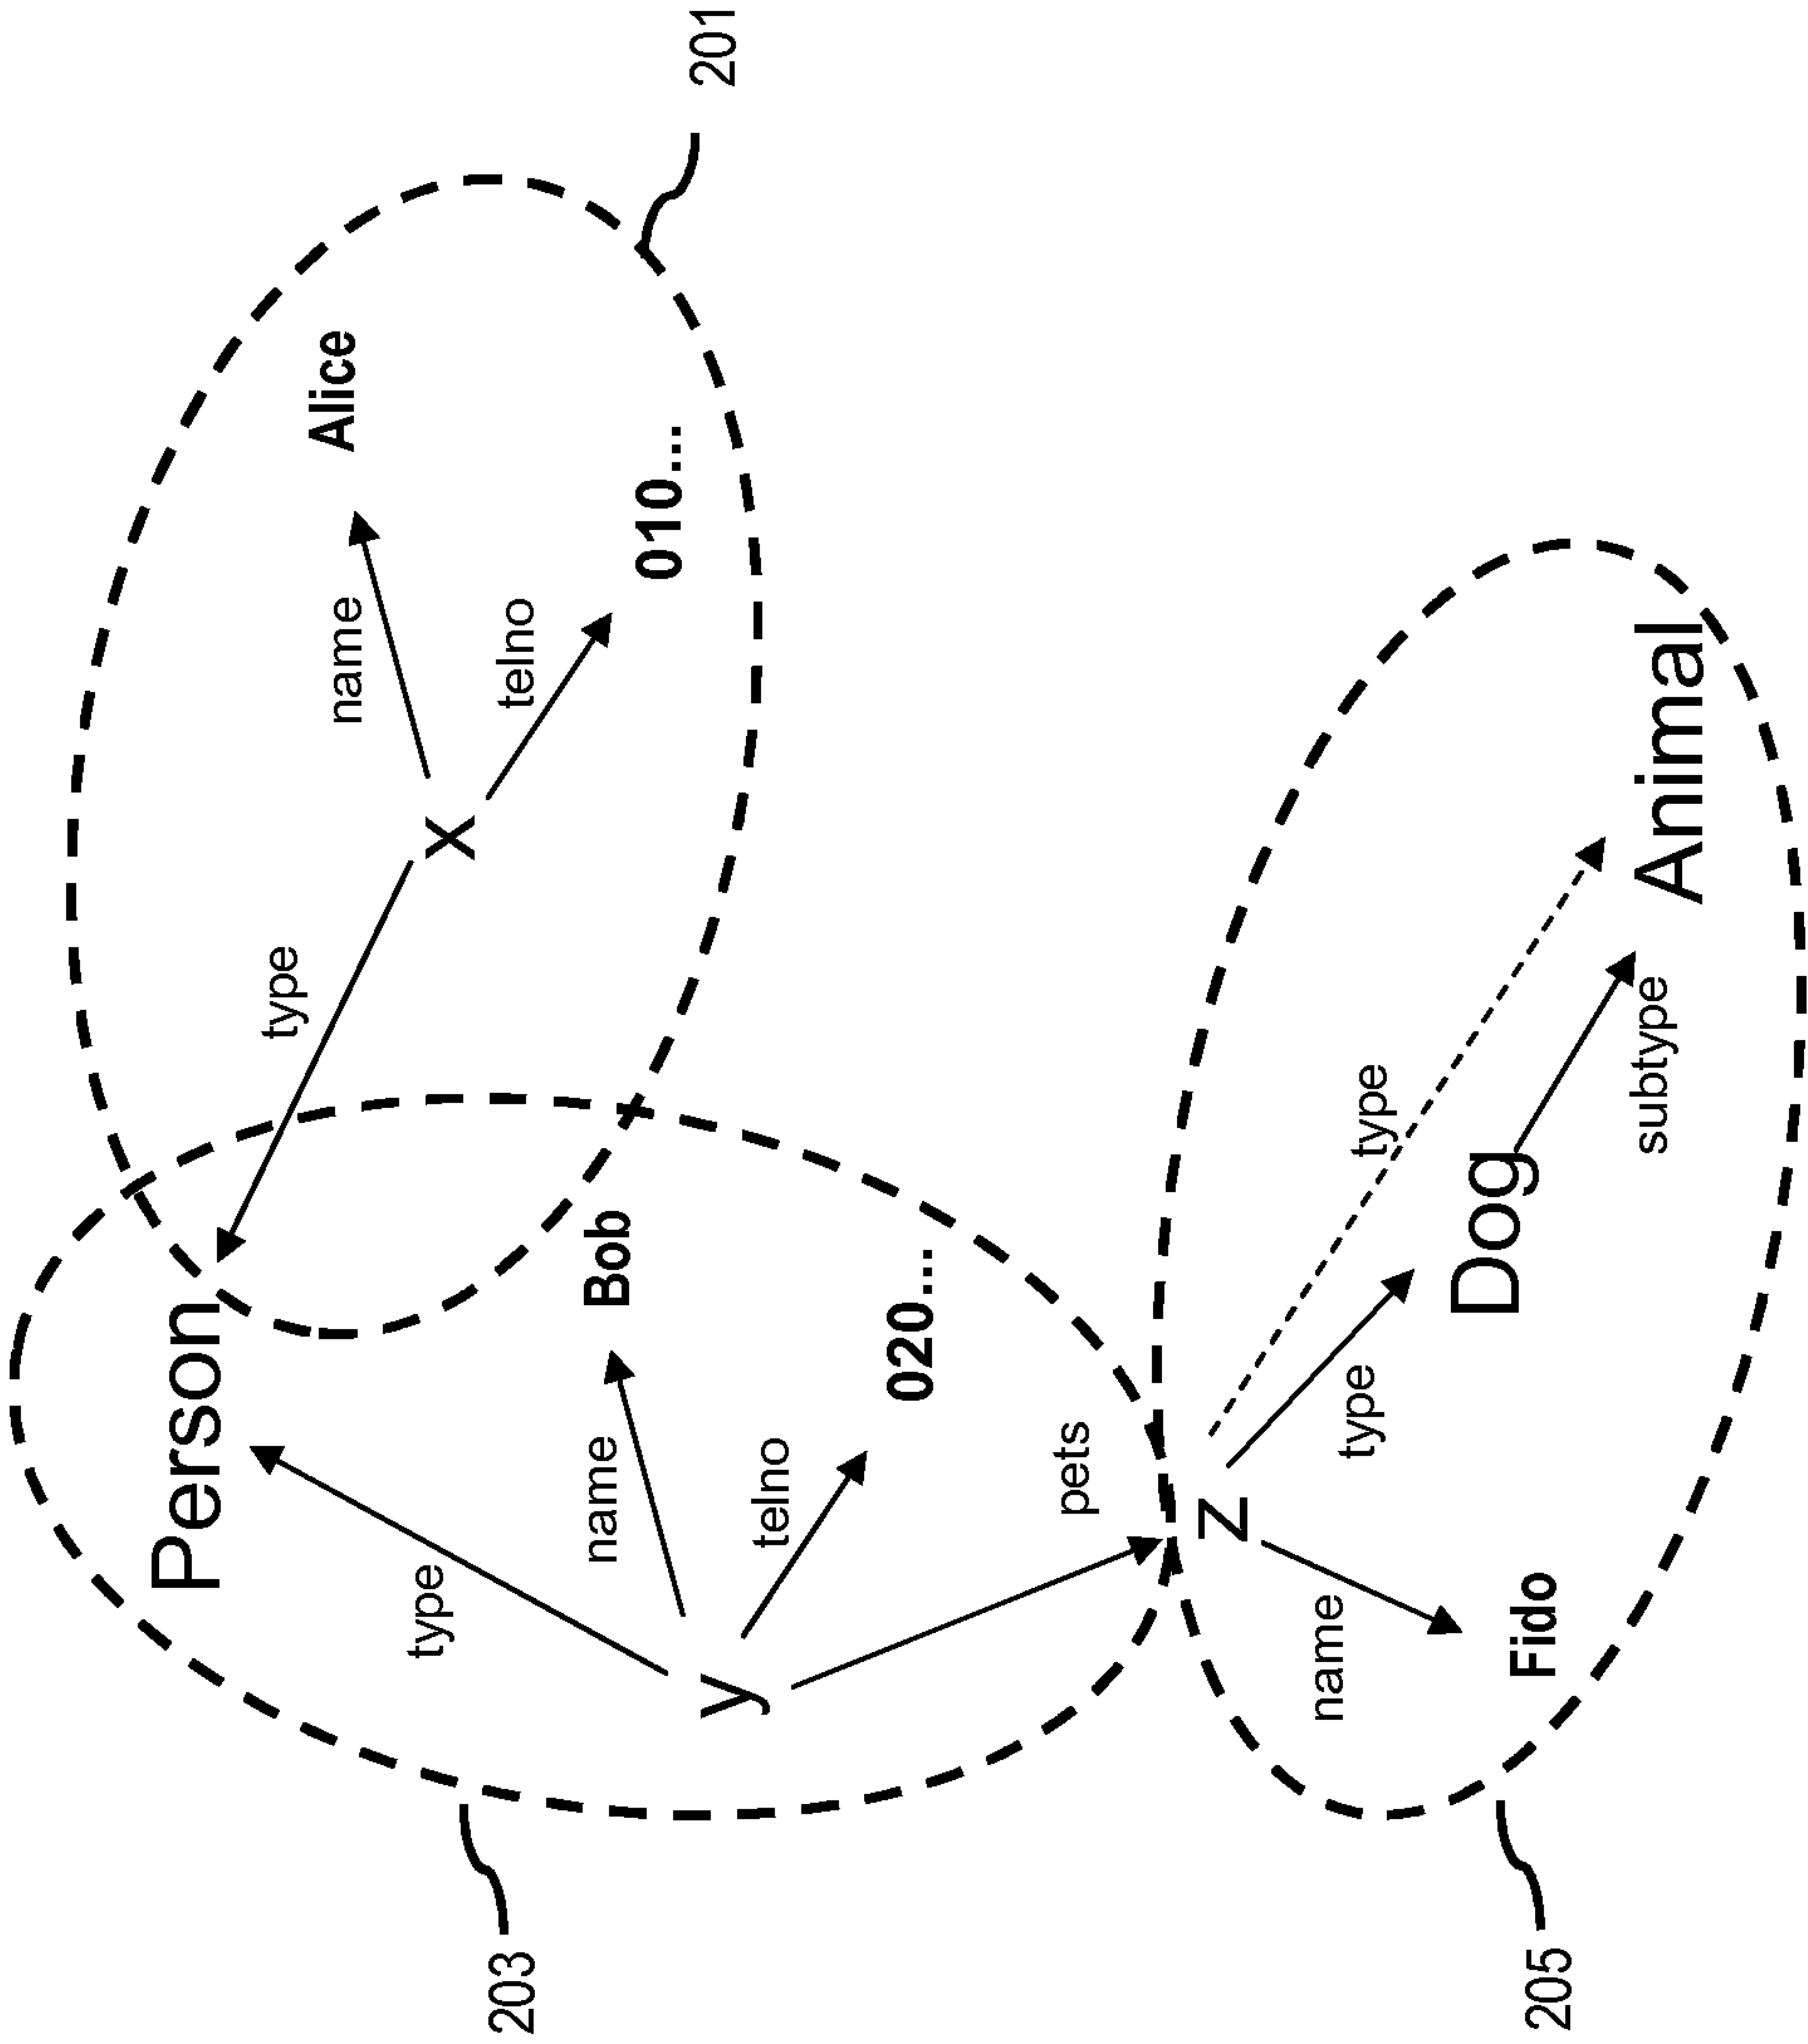 Person
type
name
Alice
type
x
telno
203
name
Bob
010...
201
y
telno
020...
pets
z
name
type
type
Dog
Fido
205
subtype
Animal